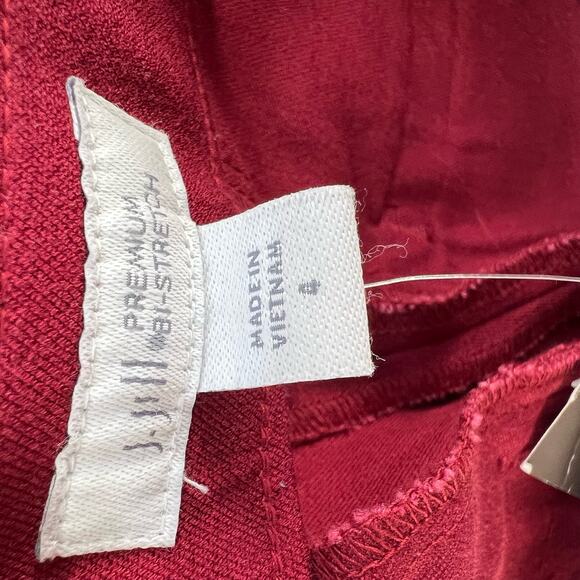 J.Jill
PREMIUM
BI-STRETCH
MADE IN
VIETNAM
4